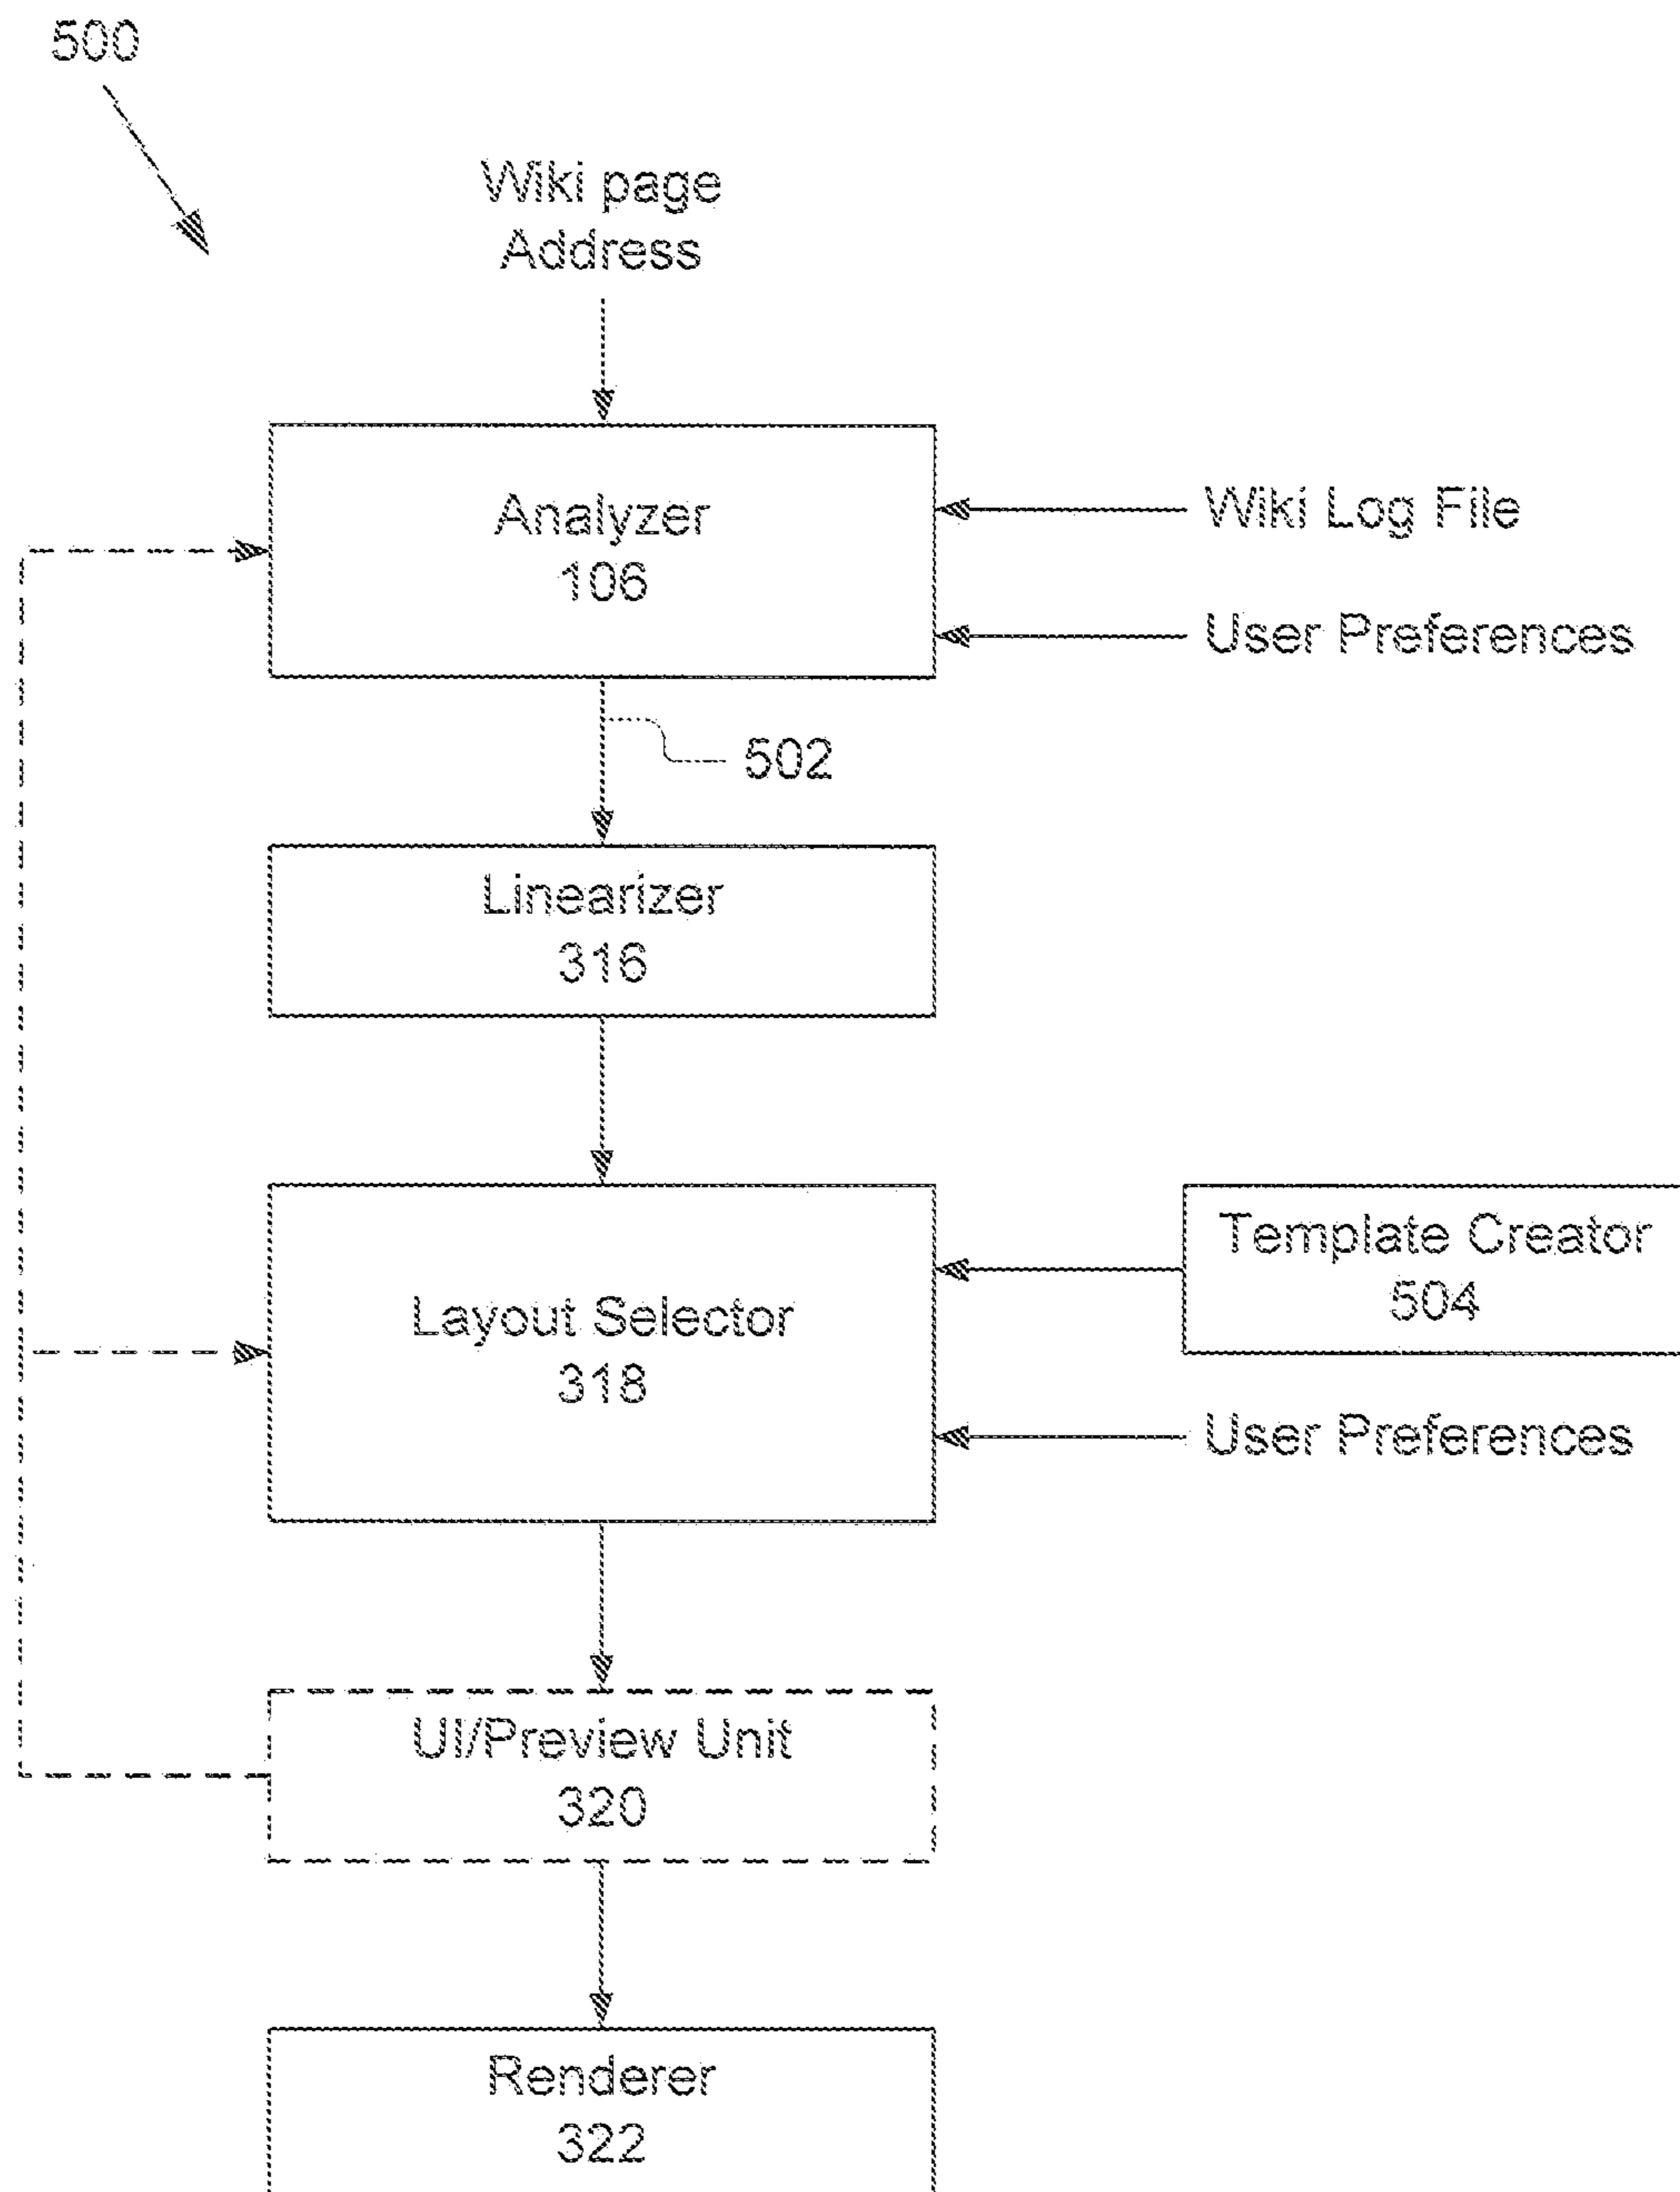 500
Wiki page
Address
Analyzer
106
Wiki Log File
User Preferences
502
Linearizer
316
Layout Selector
318
Template Creator
504
User Preferences
UI/Preview Unit
320
Renderer
322